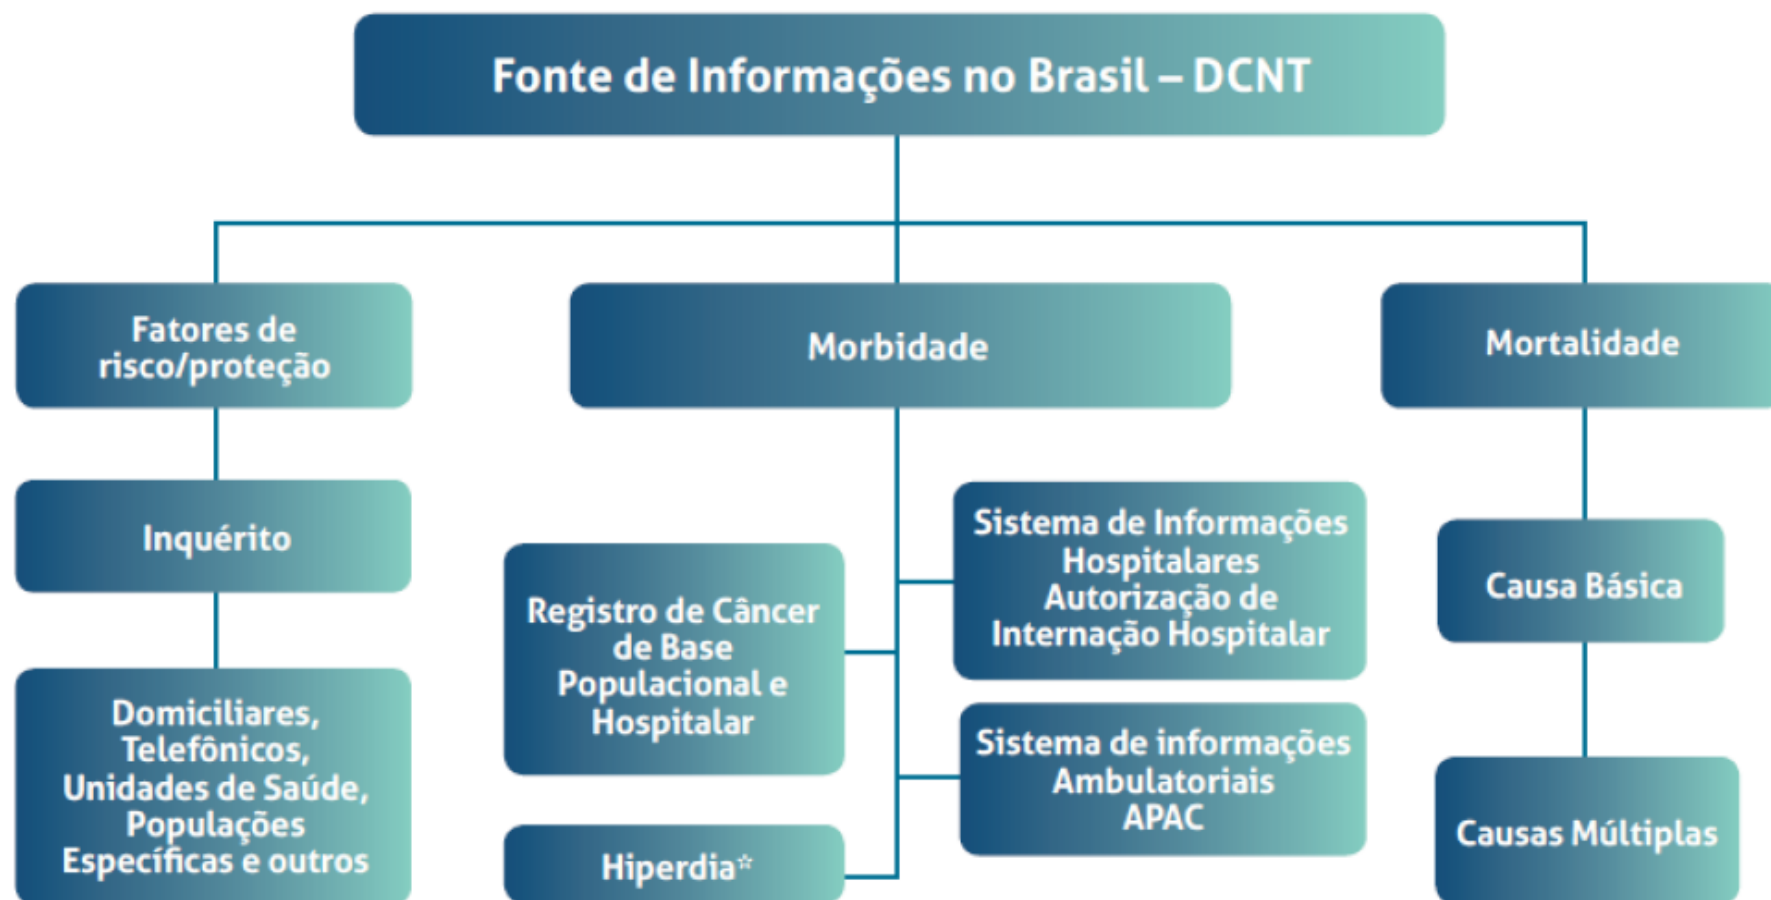 Fonte de Informações no Brasil – DCNT
Fatores de
risco/proteção
Morbidade
Mortalidade
Inquérito
Domiciliares,
Telefônicos,
Unidades de Saúde,
Populações
Específicas e outros
Registro de Câncer
de Base
Populacional e
Hospitalar
Hiperdia*
Sistema de Informações
Hospitalares
Autorização de
Internação Hospitalar
Sistema de informações
Ambulatoriais
APAC
Causa Básica
Causas Múltiplas